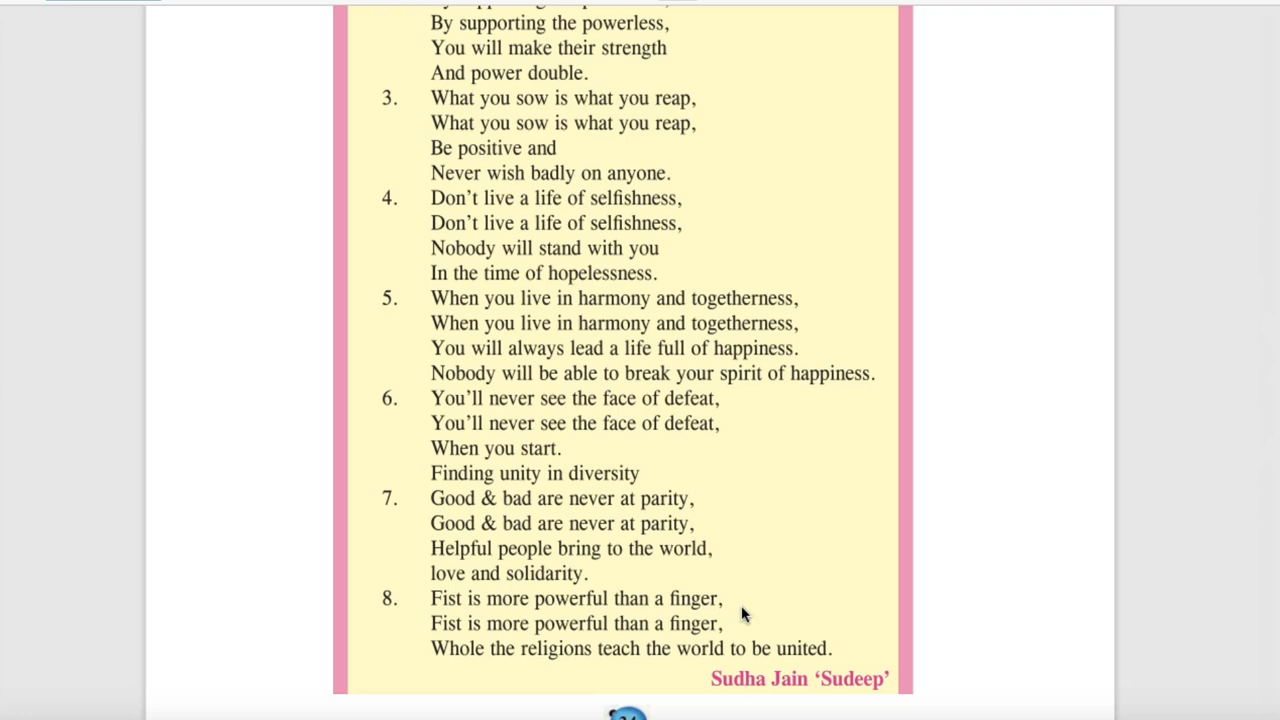 By supporting the powerless,
You will make their strength
And power double.
3. What you sow is what you reap,
What you sow is what you reap,
Be positive and
Never wish badly on anyone.
4. Don’t live a life of selfishness,
Don’t live a life of selfishness,
Nobody will stand with you
In the time of hopelessness.
5. When you live in harmony and togetherness,
When you live in harmony and togetherness,
You will always lead a life full of happiness.
Nobody will be able to break your spirit of happiness.
6. You’ll never see the face of defeat,
You’ll never see the face of defeat,
When you start.
Finding unity in diversity
7. Good & bad are never at parity,
Good & bad are never at parity,
Helpful people bring to the world,
love and solidarity.
8. Fist is more powerful than a finger,
Fist is more powerful than a finger,
Whole the religions teach the world to be united.
Sudha Jain ‘Sudeep’